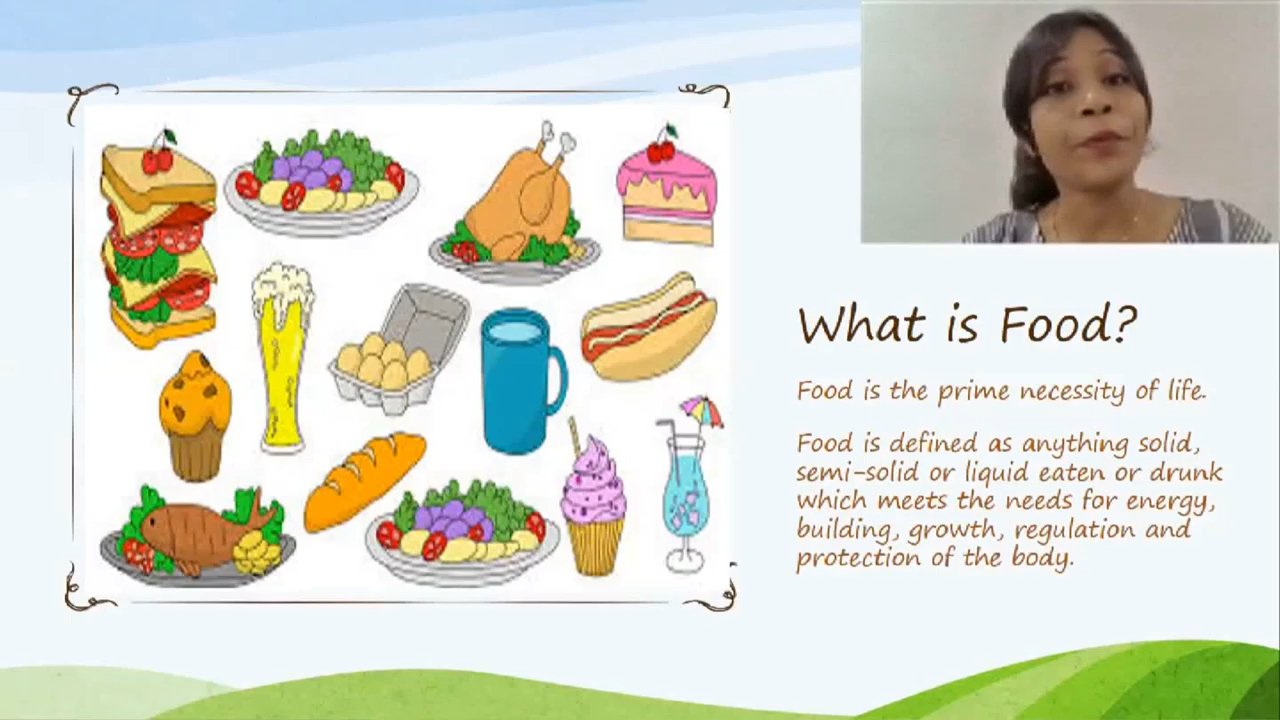 What is Food?
Food is the prime necessity of life.
Food is defined as anything solid,
semi-solid or liquid eaten or drunk
which meets the needs for energy,
building, growth, regulation and
protection of the body.